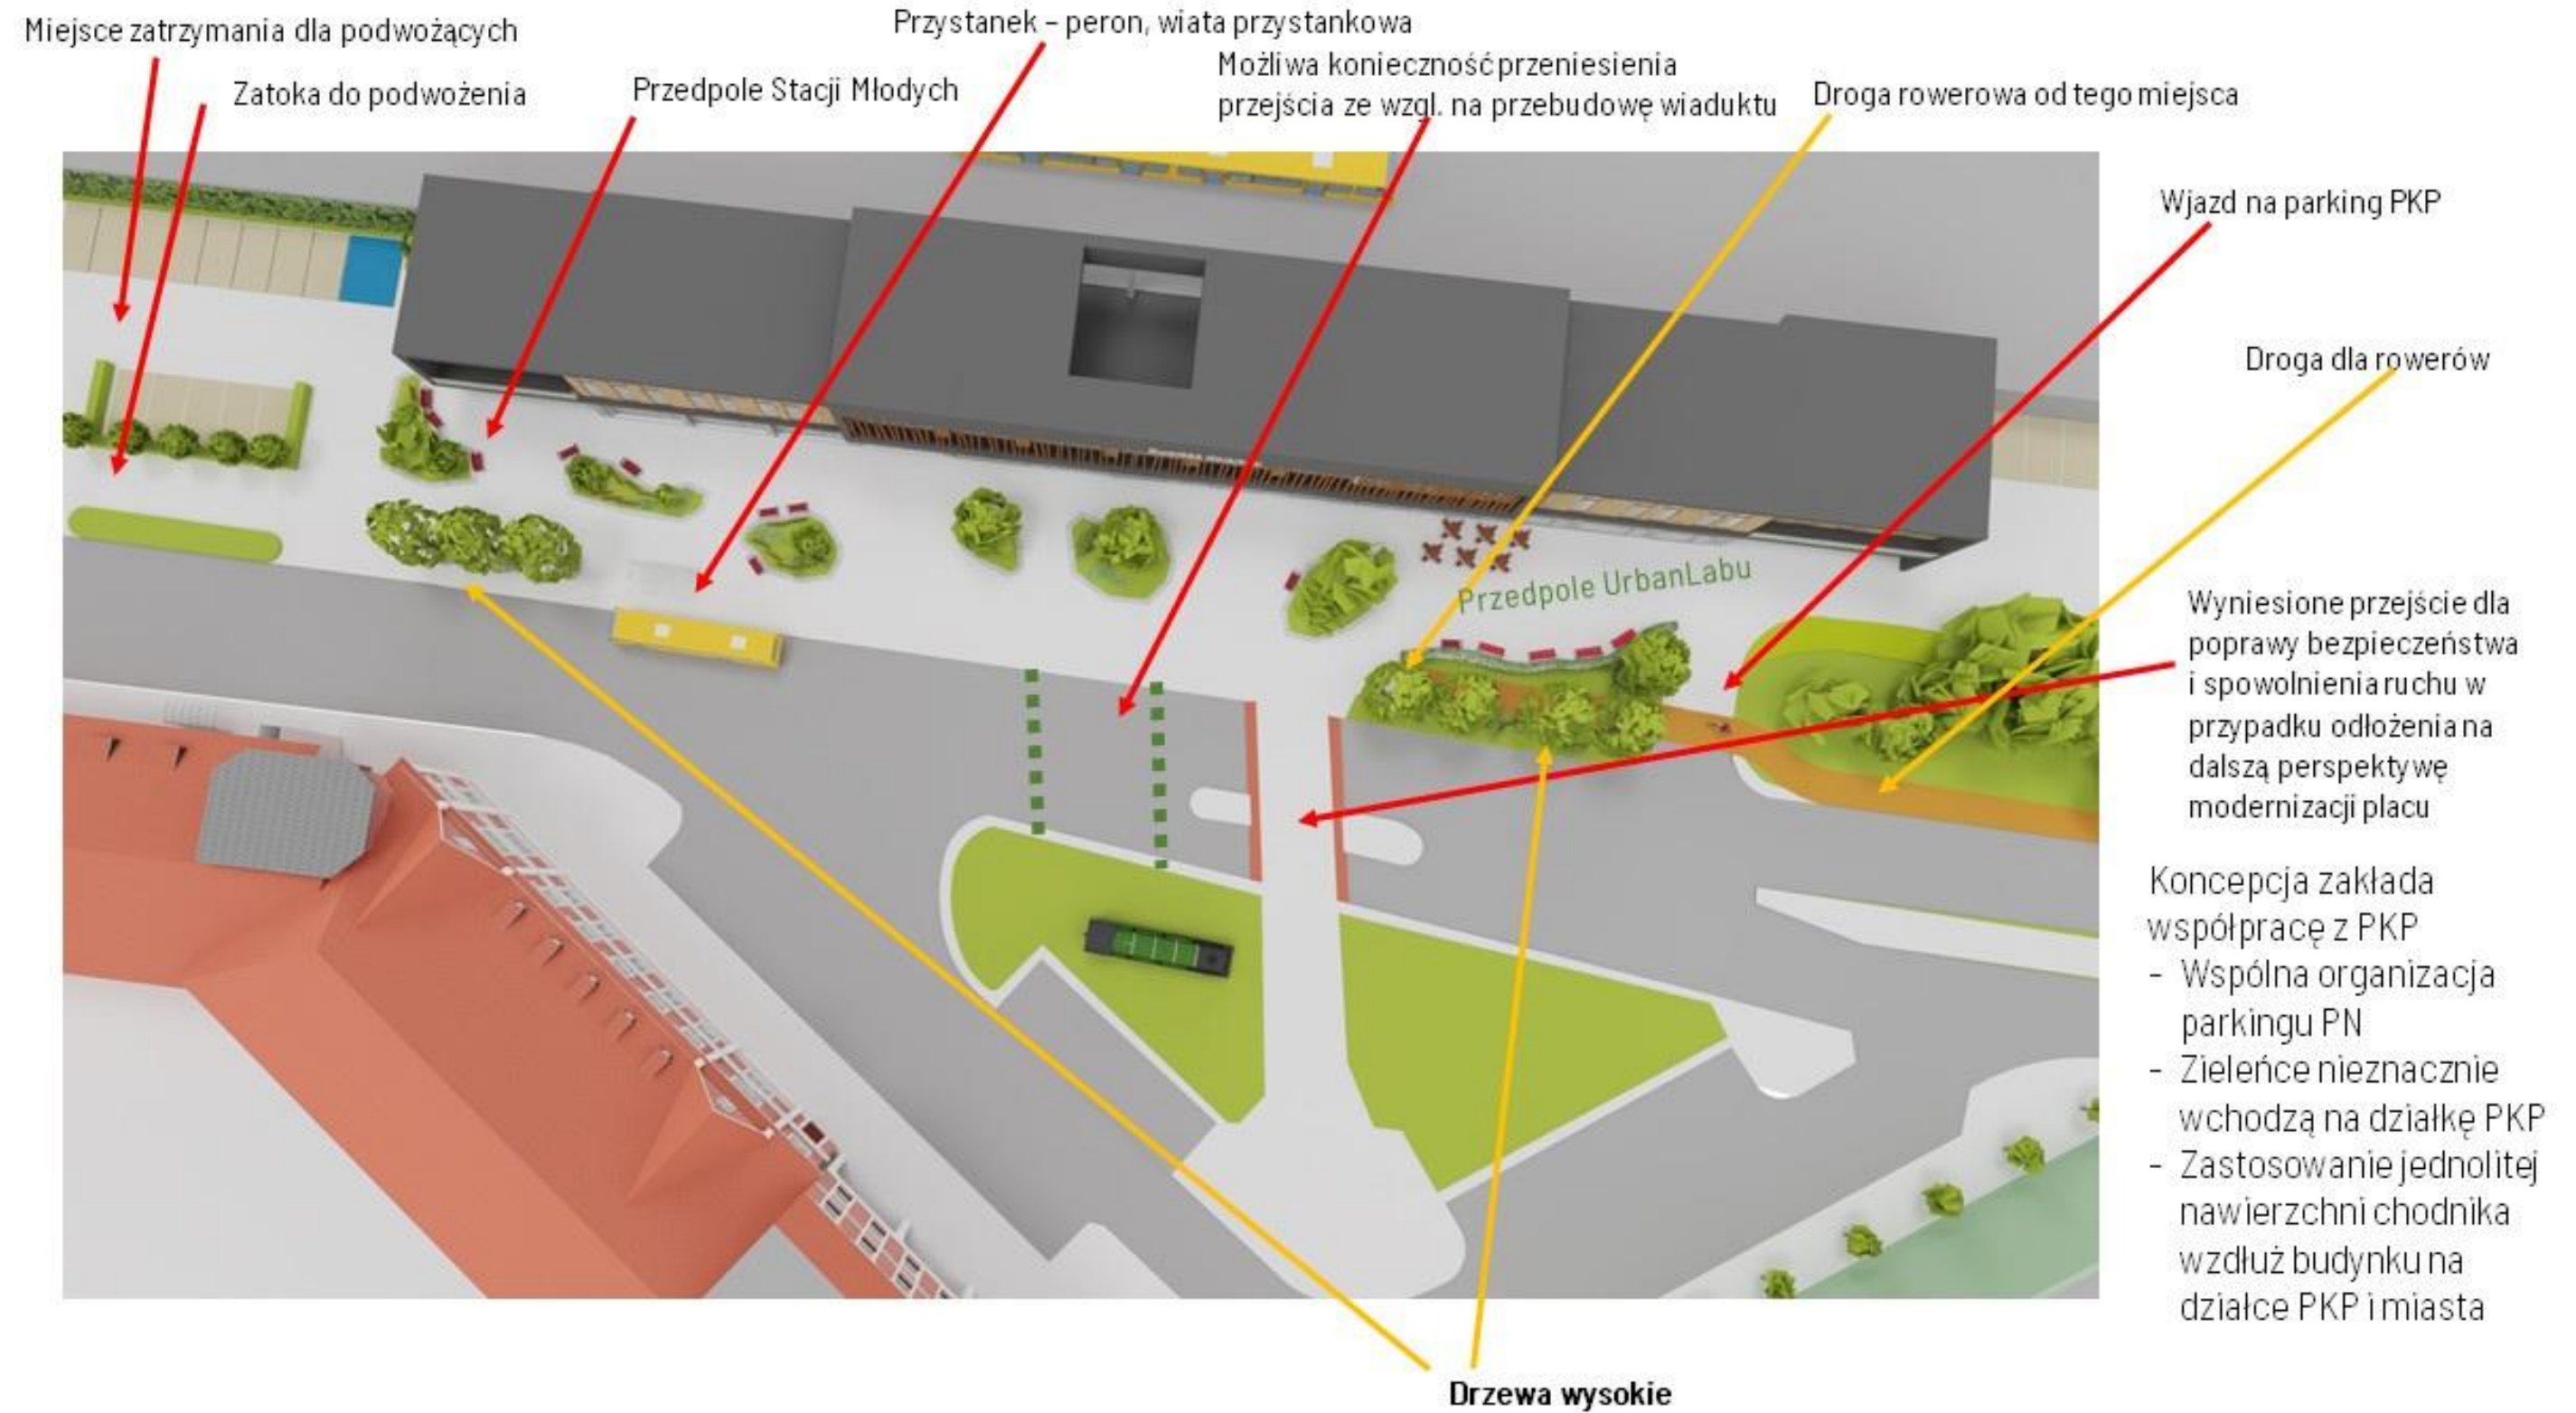 Miejsce zatrzymania dla podwożących
Zatoka do podwożenia
Przedpole Stacji Młodych
Przystanek – peron, wiata przystankowa
Możliwa konieczność przeniesienia
przejścia ze wzgl. na przebudowę wiaduktu
Droga rowerowa od tego miejsca
Wjazd na parking PKP
Droga dla rowerów
Przedpole UrbanLabu
Wyniesione przejście dla
poprawy bezpieczeństwa
i spowolnienia ruchu w
przypadku odłożenia na
dalszą perspektywę
modernizacji placu
Koncepcja zakłada
współpracę z PKP
- Wspólna organizacja
parkingu PN
- Zieleńce nieznacznie
wchodzą na działkę PKP
- Zastosowanie jednolitej
nawierzchni chodnika
wzdłuż budynku na
działce PKP i miasta
Drzewa wysokie